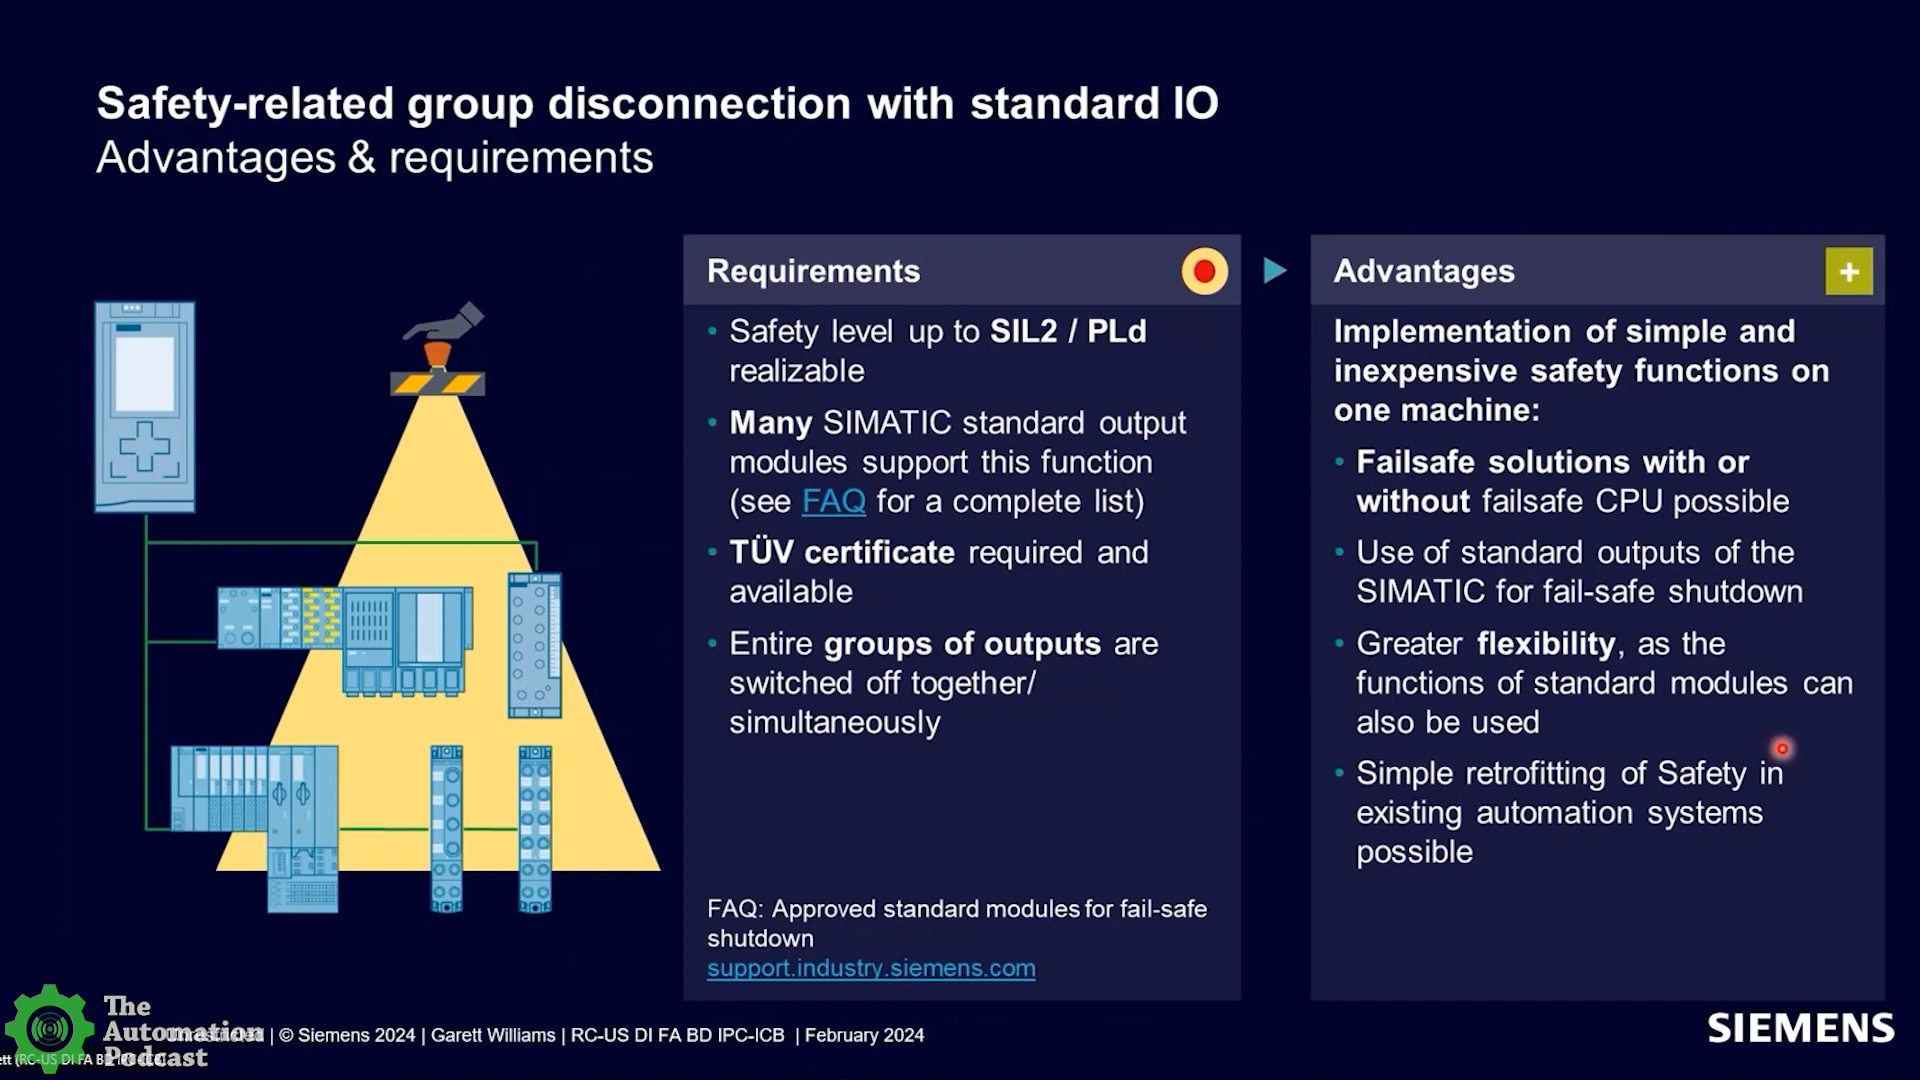 Safety-related group disconnection with standard IO
Advantages & requirements
Requirements
• Safety level up to SIL2 / PLd
realizable
• Many SIMATIC standard output
modules support this function
(see FAQ for a complete list)
• TÜV certificate required and
available
• Entire groups of outputs are
switched off together/
simultaneously
FAQ: Approved standard modules for fail-safe
shutdown
support.industry.siemens.com
Advantages
+
Implementation of simple and
inexpensive safety functions on
one machine:
• Failsafe solutions with or
without failsafe CPU possible
• Use of standard outputs of the
SIMATIC for fail-safe shutdown
• Greater flexibility, as the
functions of standard modules can
also be used
• Simple retrofitting of Safety in
existing automation systems
possible
The
Automation
Podcast
| © Siemens 2024 | Garett Williams | RC-US DI FA BD IPC-ICB | February 2024
SIEMENS